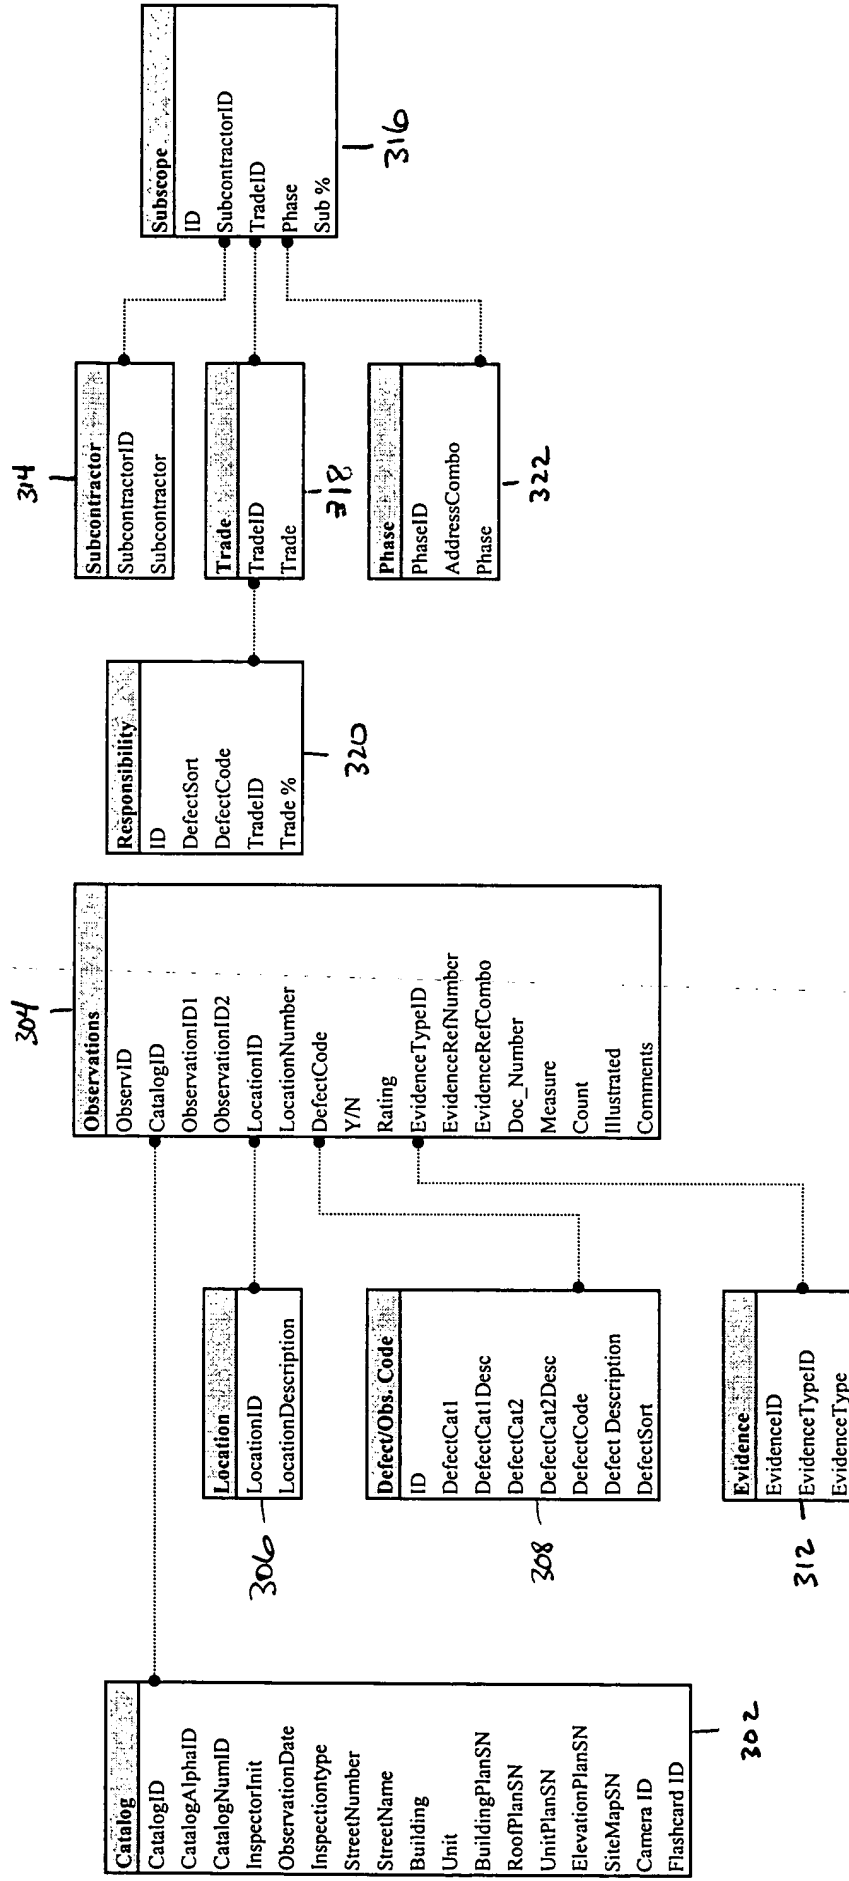 Catalog
CatalogID
CatalogAlphaID
CatalogNumID
InspectorInit
ObservationDate
Inspectiontype
StreetNumber
StreetName
Building
Unit
BuildingPlanSN
RoofPlanSN
UnitPlanSN
ElevationPlanSN
SiteMapSN
Camera ID
Flashcard ID
302
Location
LocationID
LocationDescription
306
Defect/Obs. Code
ID
DefectCat1
DefectCat1Desc
DefectCat2
DefectCat2Desc
DefectCode
Defect Description
DefectSort
308
Evidence
EvidenceID
EvidenceTypeID
EvidenceType
312
304
Observations
ObservID
CatalogID
ObservationID1
ObservationID2
LocationID
LocationNumber
DefectCode
Y/N
Rating
EvidenceTypeID
EvidenceRefNumber
EvidenceRefCombo
Doc_Number
Measure
Count
Illustrated
Comments
Responsibility
ID
DefectSort
DefectCode
TradeID
Trade %
320
314
Subcontractor
SubcontractorID
Subcontractor
Trade
TradeID
Trade
318
Phase
PhaseID
AddressCombo
Phase
322
Subscope
ID
SubcontractorID
TradeID
Phase
Sub %
316